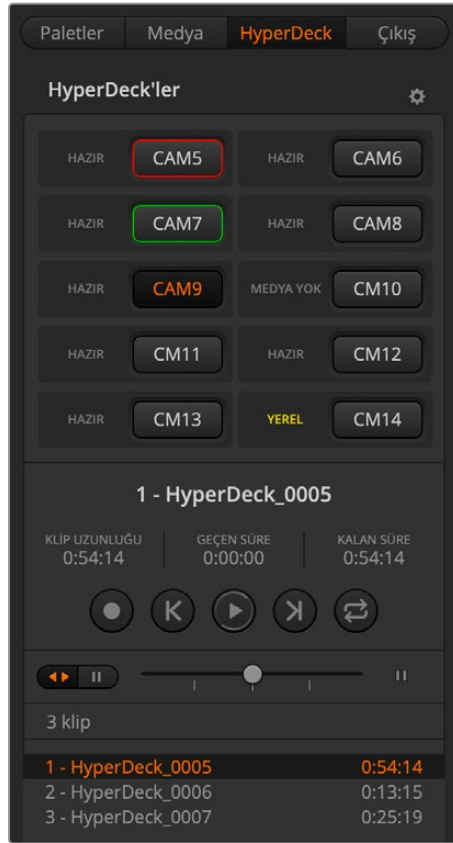 Paletler Medya HyperDeck Çıkış
HyperDeck'ler
HAZIR CAM5 HAZIR CAM6
HAZIR CAM7 HAZIR CAM8
HAZIR CAM9 MEDYA YOK CM10
HAZIR CM11 HAZIR CM12
HAZIR CM13 YEREL CM14
1 - HyperDeck_0005
KLİP UZUNLUĞU GEÇEN SÜRE KALAN SÜRE
0:54:14 0:00:00 0:54:14
3 klip
1 - HyperDeck_0005 0:54:14
2 - HyperDeck_0006 0:13:15
3 - HyperDeck_0007 0:25:19